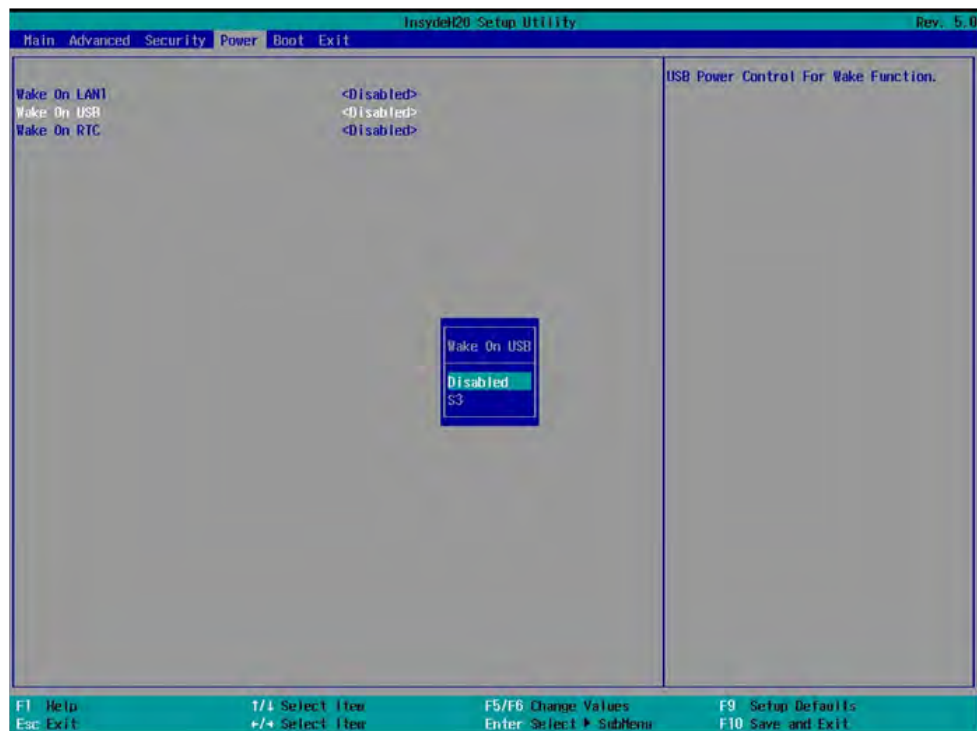 InsydeH20 Setup Utility Rev. 5.0
Main Advanced Security Power Boot Exit
Wake On LAN1 <Disabled>
Wake On USB <Disabled>
Wake On RTC <Disabled>
USB Power Control For Wake Function.
Wake On USB
Disabled
S3
F1 Help ↑/↓ Select Item F5/F6 Change Values F9 Setup Defaults
Esc Exit ←/→ Select Item Enter Select ▶ SubMenu F10 Save and Exit